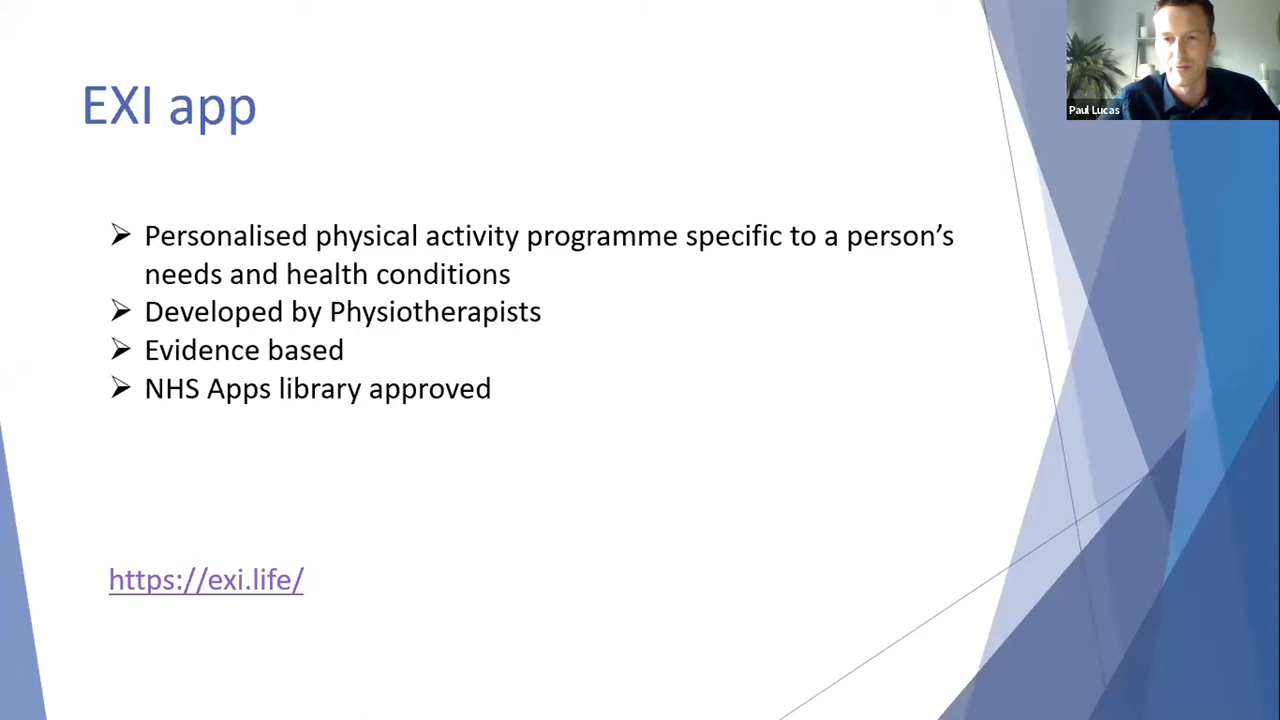 Paul Lucas
EXI app
➢ Personalised physical activity programme specific to a person’s
needs and health conditions
➢ Developed by Physiotherapists
➢ Evidence based
➢ NHS Apps library approved
https://exi.life/